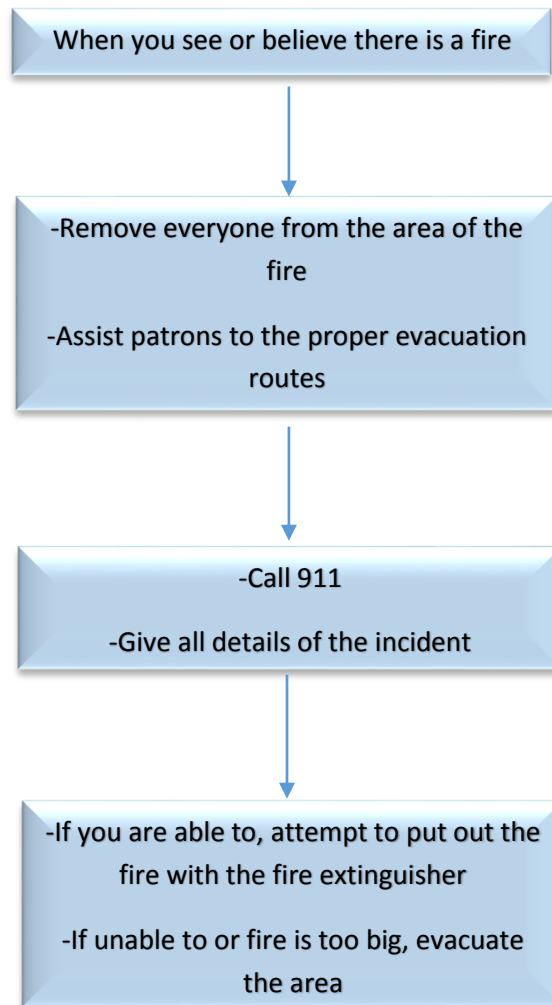 When you see or believe there is a fire
-Remove everyone from the area of the
fire
-Assist patrons to the proper evacuation
routes
-Call 911
-Give all details of the incident
-If you are able to, attempt to put out the
fire with the fire extinguisher
-If unable to or fire is too big, evacuate
the area